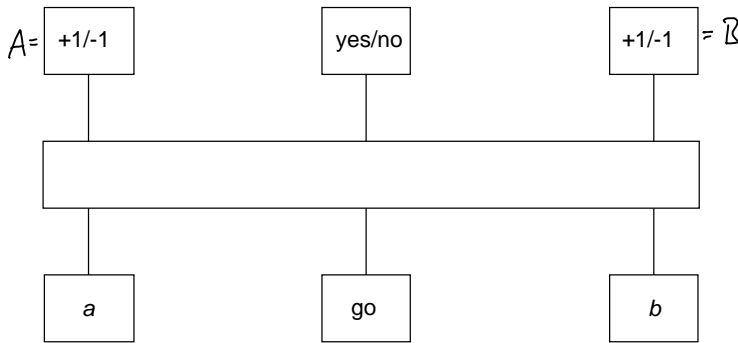 A= +1/-1 yes/no +1/-1 = B
a go b